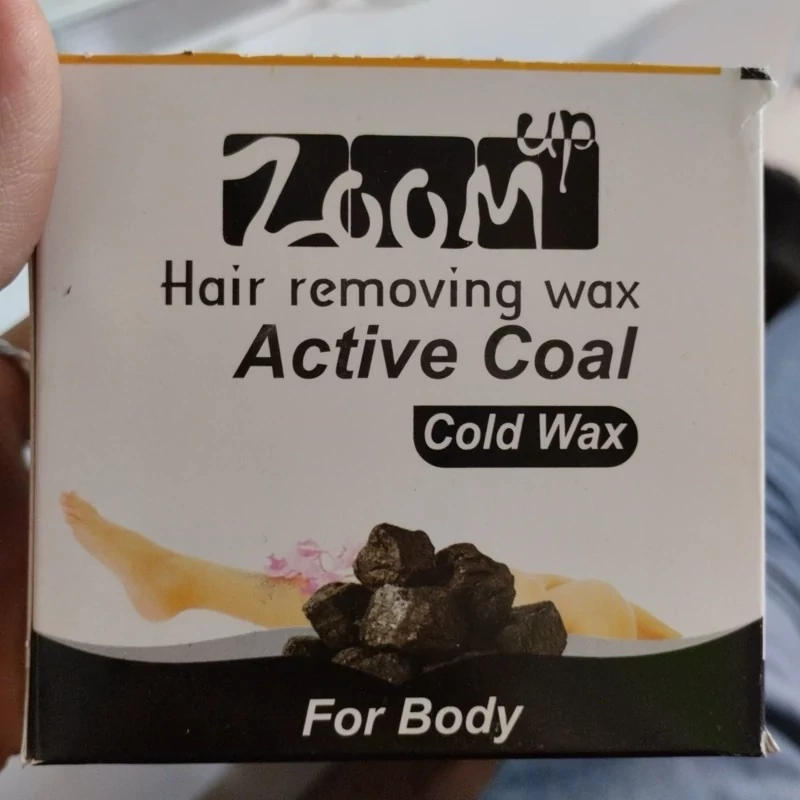 Zoom up
Hair removing wax
Active Coal
Cold Wax
For Body